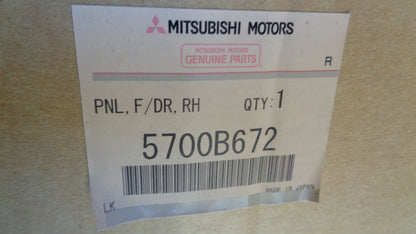 MITSUBISHI MOTORS
MITSUBISHI MOTORS
GENUINE PARTS
R
PNL, F/DR, RH QTY: 1
5700B672
MADE IN JAPAN
LK